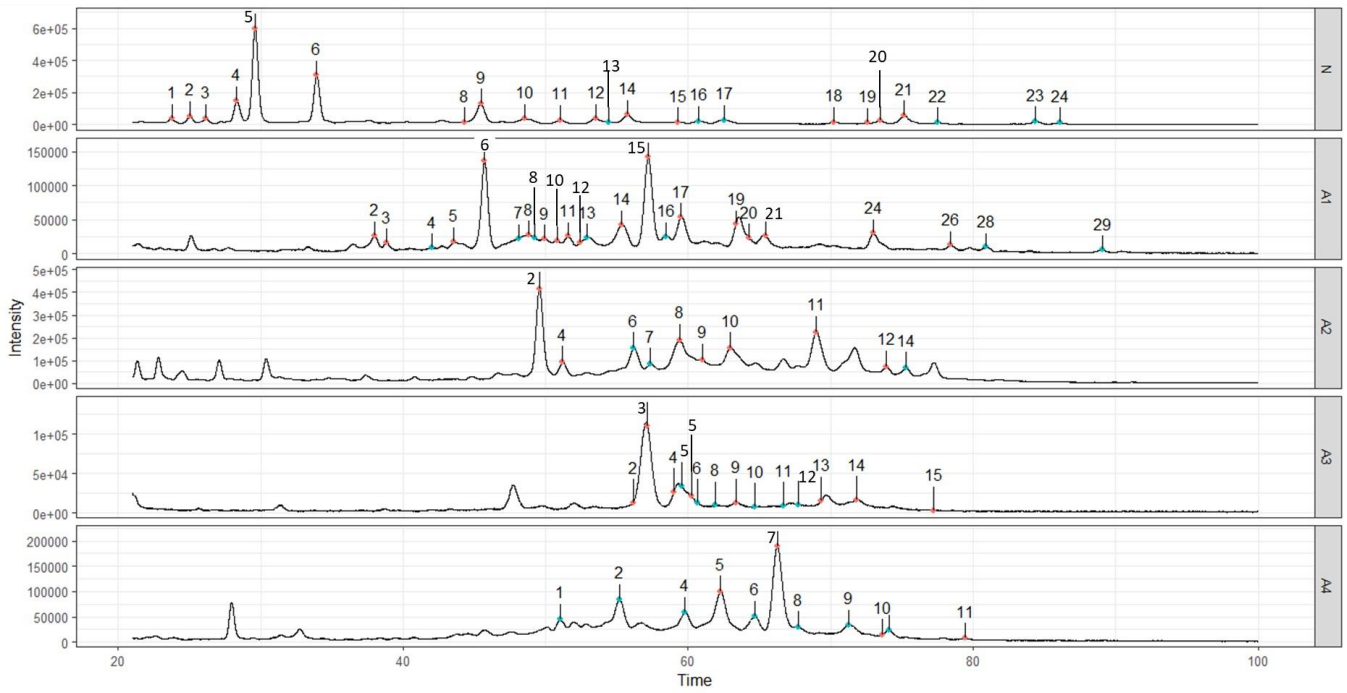 6e+05
4e+05
2e+05
0e+00
1 2 3 4 5 6 8 9 10 11 12 13 14 15 16 17 18 19 20 21 22 23 24
N
150000
100000
50000
0
2 3 4 5 6 7 8 8 9 10 11 12 13 14 15 16 17 19 20 21 24 26 28 29
A1
5e+05
4e+05
3e+05
2e+05
1e+05
0e+00
2 4 6 7 8 9 10 11 12 14
A2
Intensity
1e+05
5e+04
0e+00
2 3 4 5 5 6 8 9 10 11 12 13 14 15
A3
200000
150000
100000
50000
0
1 2 4 5 6 7 8 9 10 11
A4
20 40 60 80 100
Time